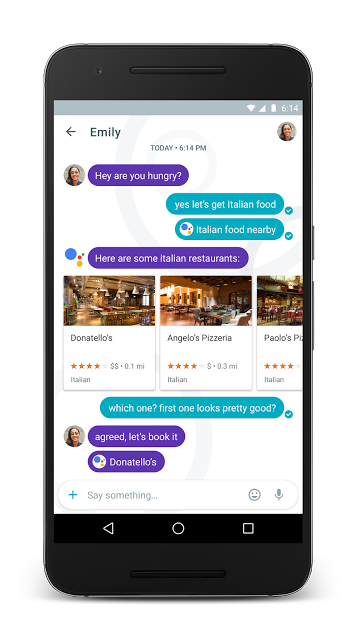 6:14
Emily
TODAY • 6:14 PM
Hey are you hungry?
yes let's get Italian food
Italian food nearby
Here are some italian restaurants:
Donatello's
$$ • 0.1 mi
Italian
Angelo's Pizzeria
$ • 0.3 mi
Italian
Paolo's Piz
Italian
which one? first one looks pretty good?
agreed, let's book it
Donatello's
Say something...